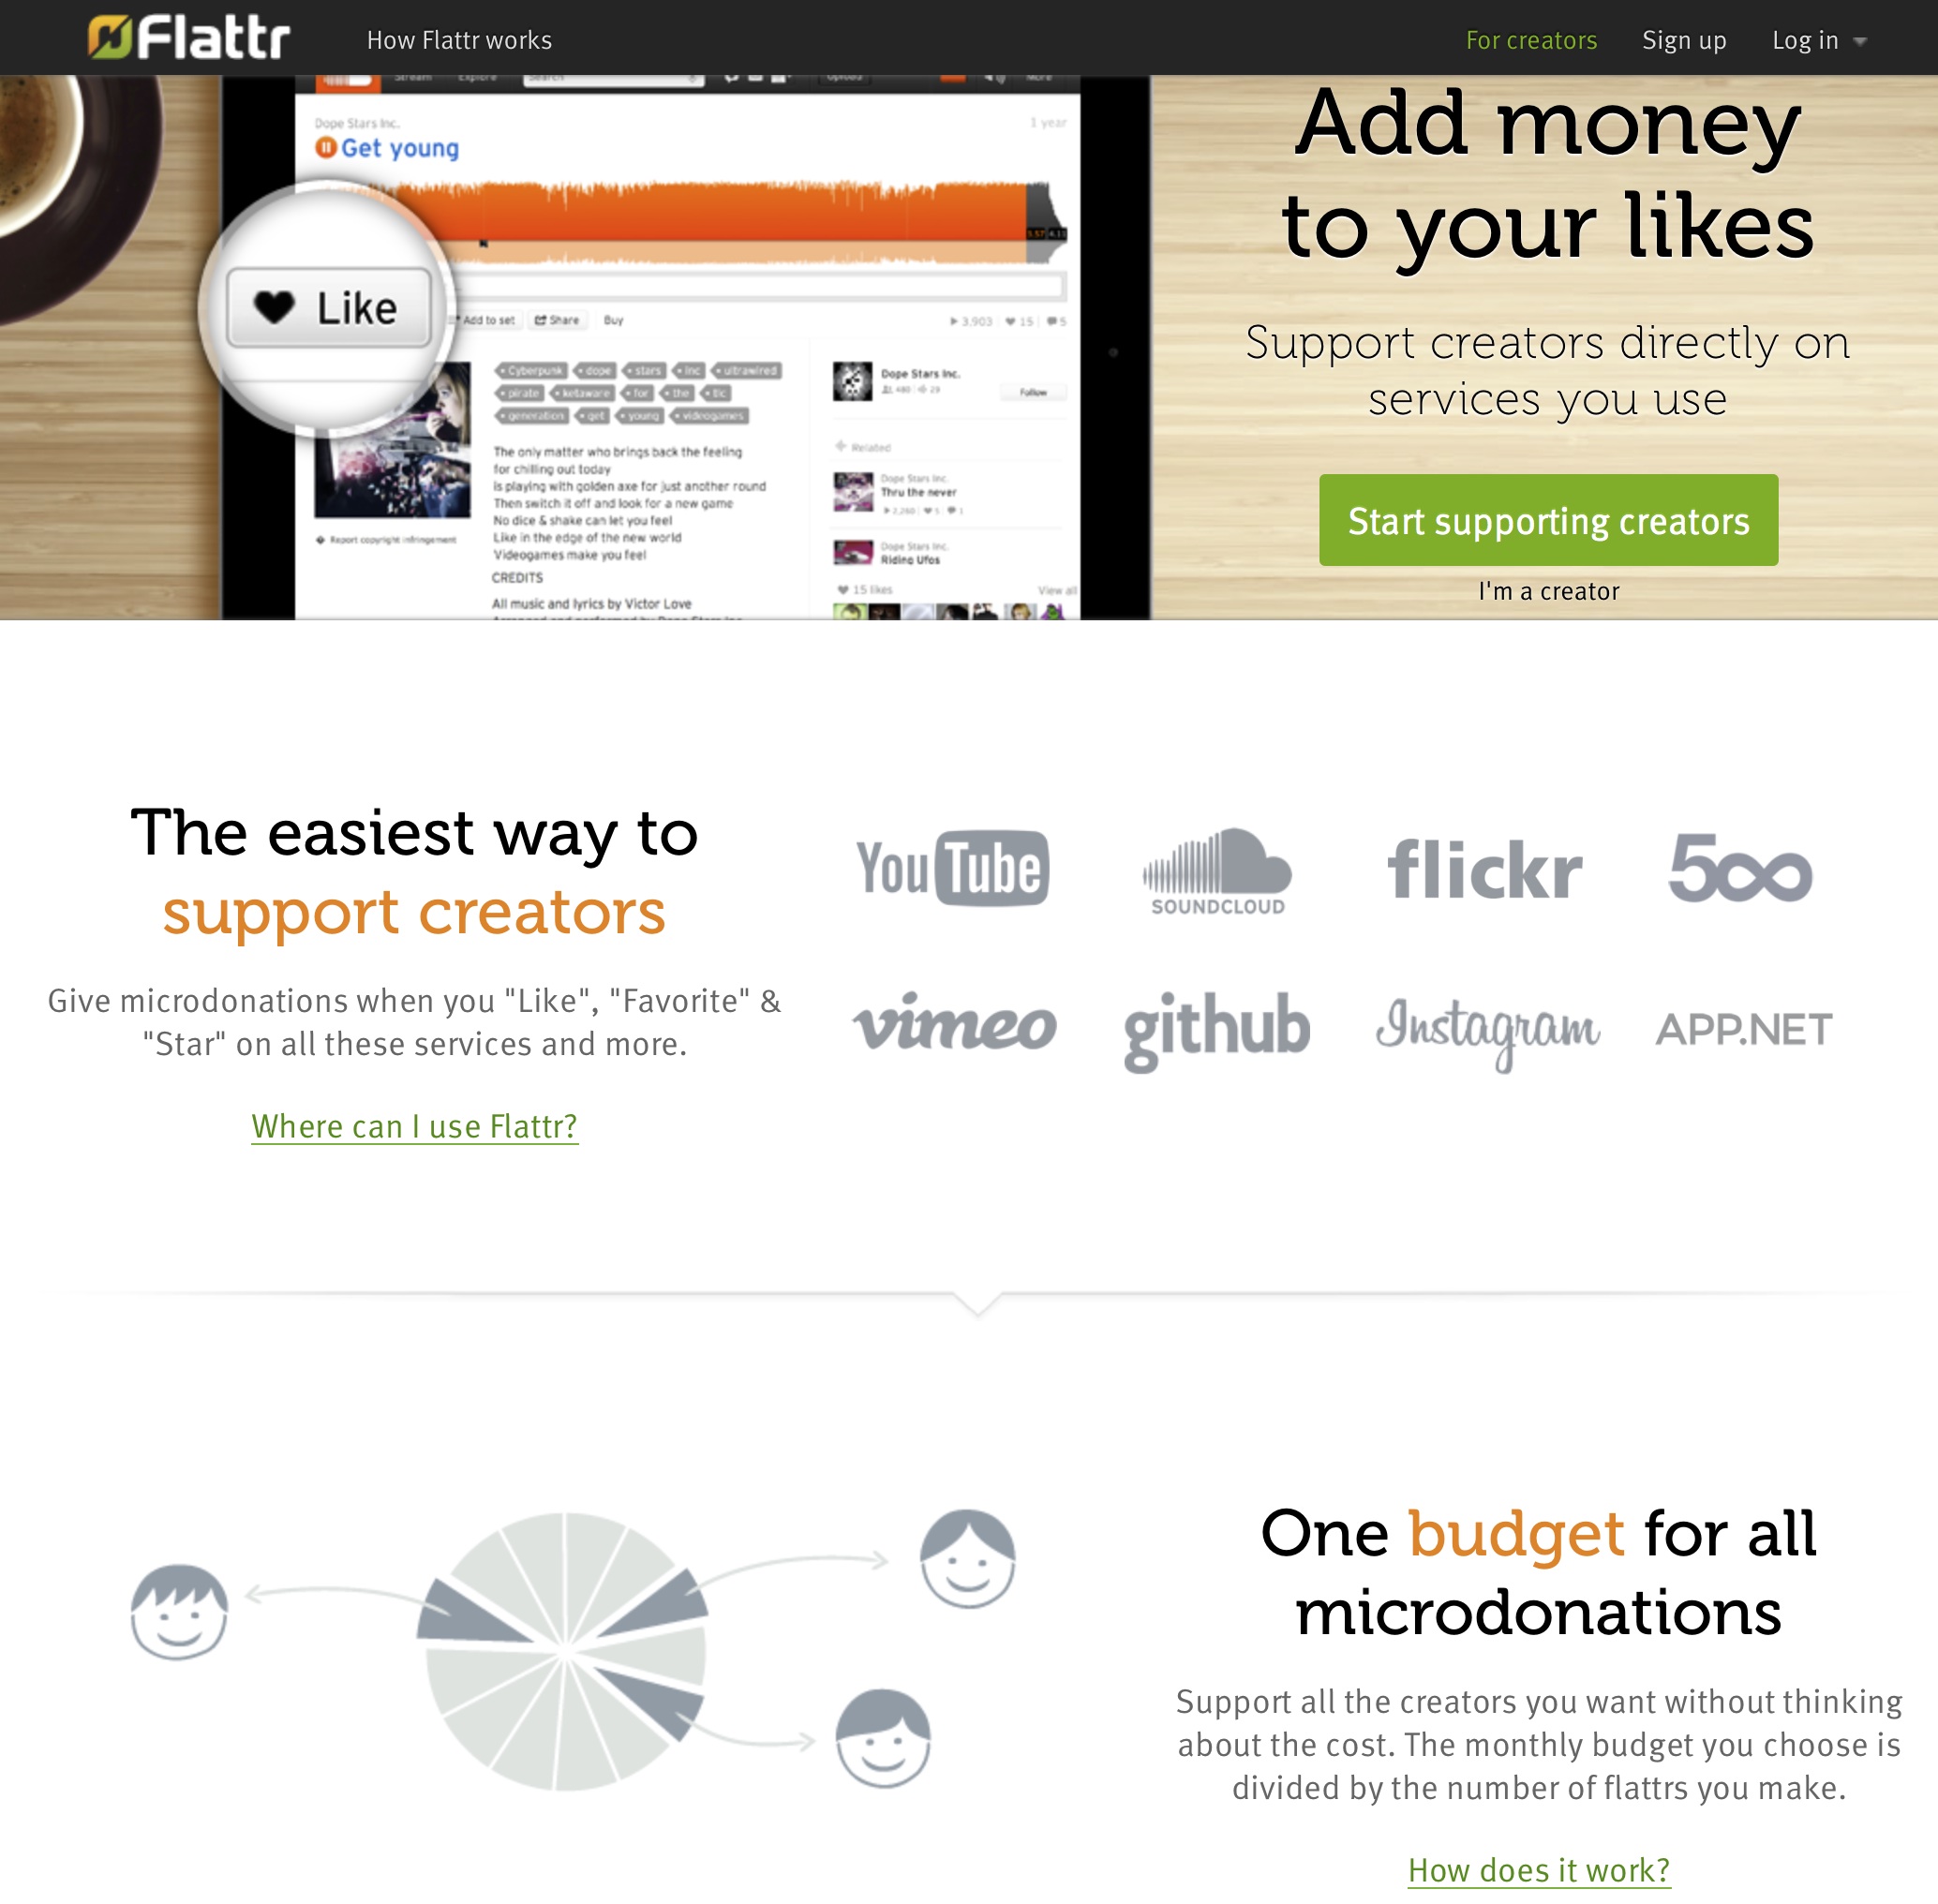 Flattr
How Flattr works
For creators
Sign up
Log in
Stream
Explore
Search
Upload
More
Dope Stars Inc.
1 year
Get young
Like
Add to set
Share
Buy
3,903
15
5
Cyberpunk
dope
stars
inc
ultrawired
pirate
ketaware
for
the
tic
generation
get
young
videogames
Dope Stars Inc.
480
29
Follow
The only matter who brings back the feeling
for chilling out today
is playing with golden axe for just another round
Then switch it off and look for a new game
No dice & shake can let you feel
Like in the edge of the new world
Videogames make you feel
CREDITS
All music and lyrics by Victor Love
Report copyright infringement
Related
Dope Stars Inc.
Thru the never
Dope Stars Inc.
Riding Ufos
15 likes
View all
Add money
to your likes
Support creators directly on
services you use
Start supporting creators
I'm a creator
The easiest way to
support creators
Give microdonations when you "Like", "Favorite" &
"Star" on all these services and more.
Where can I use Flattr?
YouTube
SOUNDCLOUD
flickr
500
vimeo
github
Instagram
APP.NET
One budget for all
microdonations
Support all the creators you want without thinking
about the cost. The monthly budget you choose is
divided by the number of flattrs you make.
How does it work?